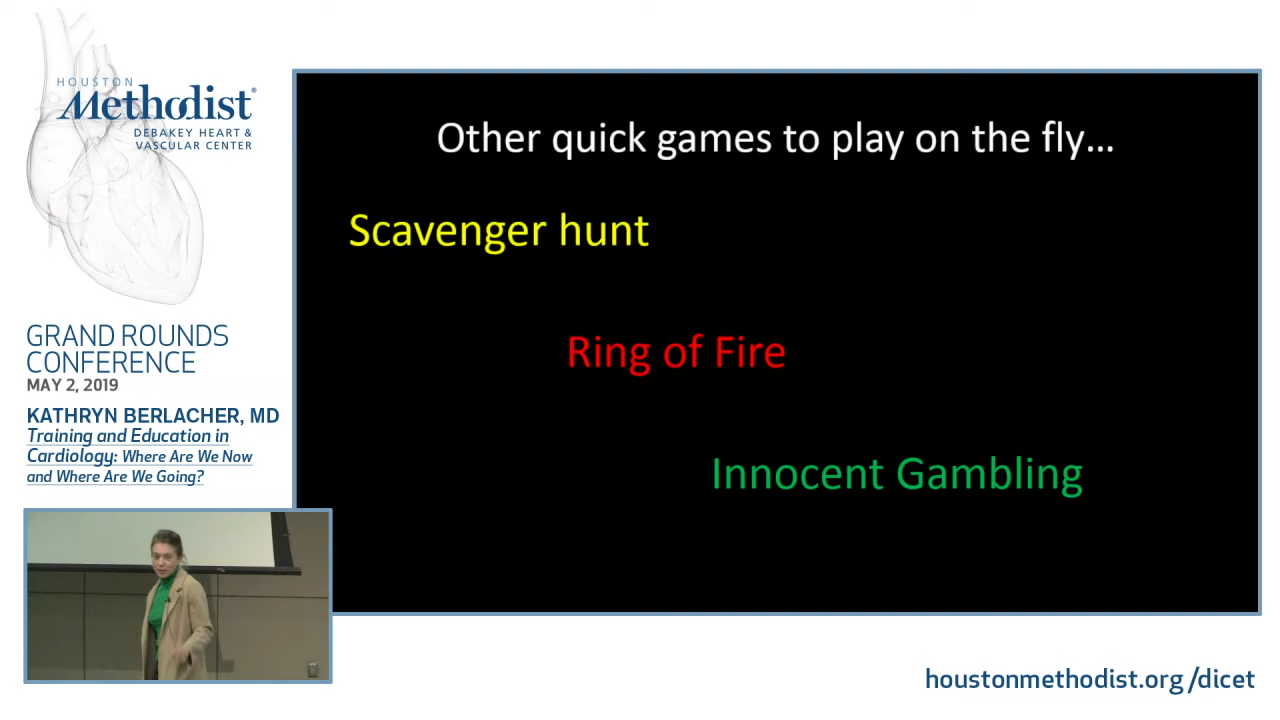 HOUSTON
Methodist®
DEBAKEY HEART &
VASCULAR CENTER
GRAND ROUNDS
CONFERENCE
MAY 2, 2019
KATHRYN BERLACHER, MD
Training and Education in
Cardiology: Where Are We Now
and Where Are We Going?
Other quick games to play on the fly...
Scavenger hunt
Ring of Fire
Innocent Gambling
houstonmethodist.org/dicet